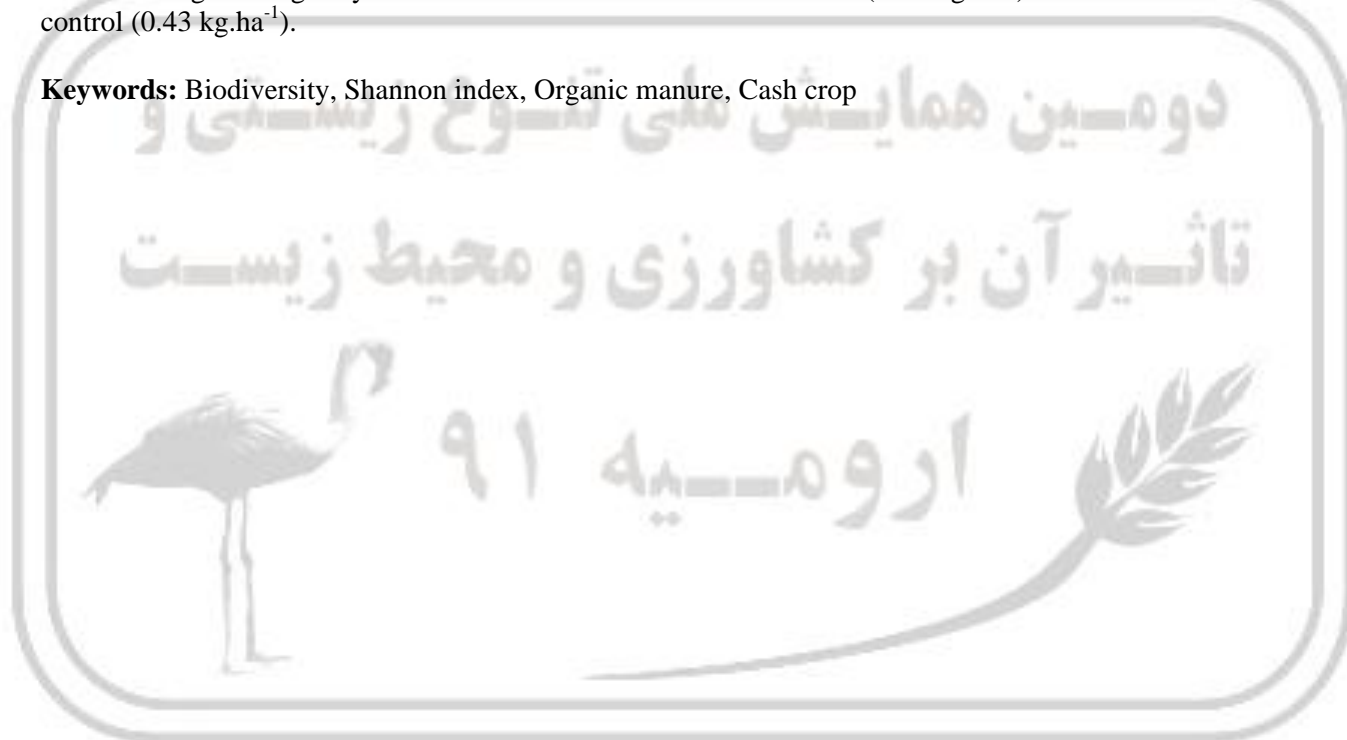 control (0.43 kg.ha⁻¹).
Keywords: Biodiversity, Shannon index, Organic manure, Cash crop
دومین همایش ملی تنوع زیستی و
تاثیر آن بر کشاورزی و محیط زیست
ارومیه ۹۱